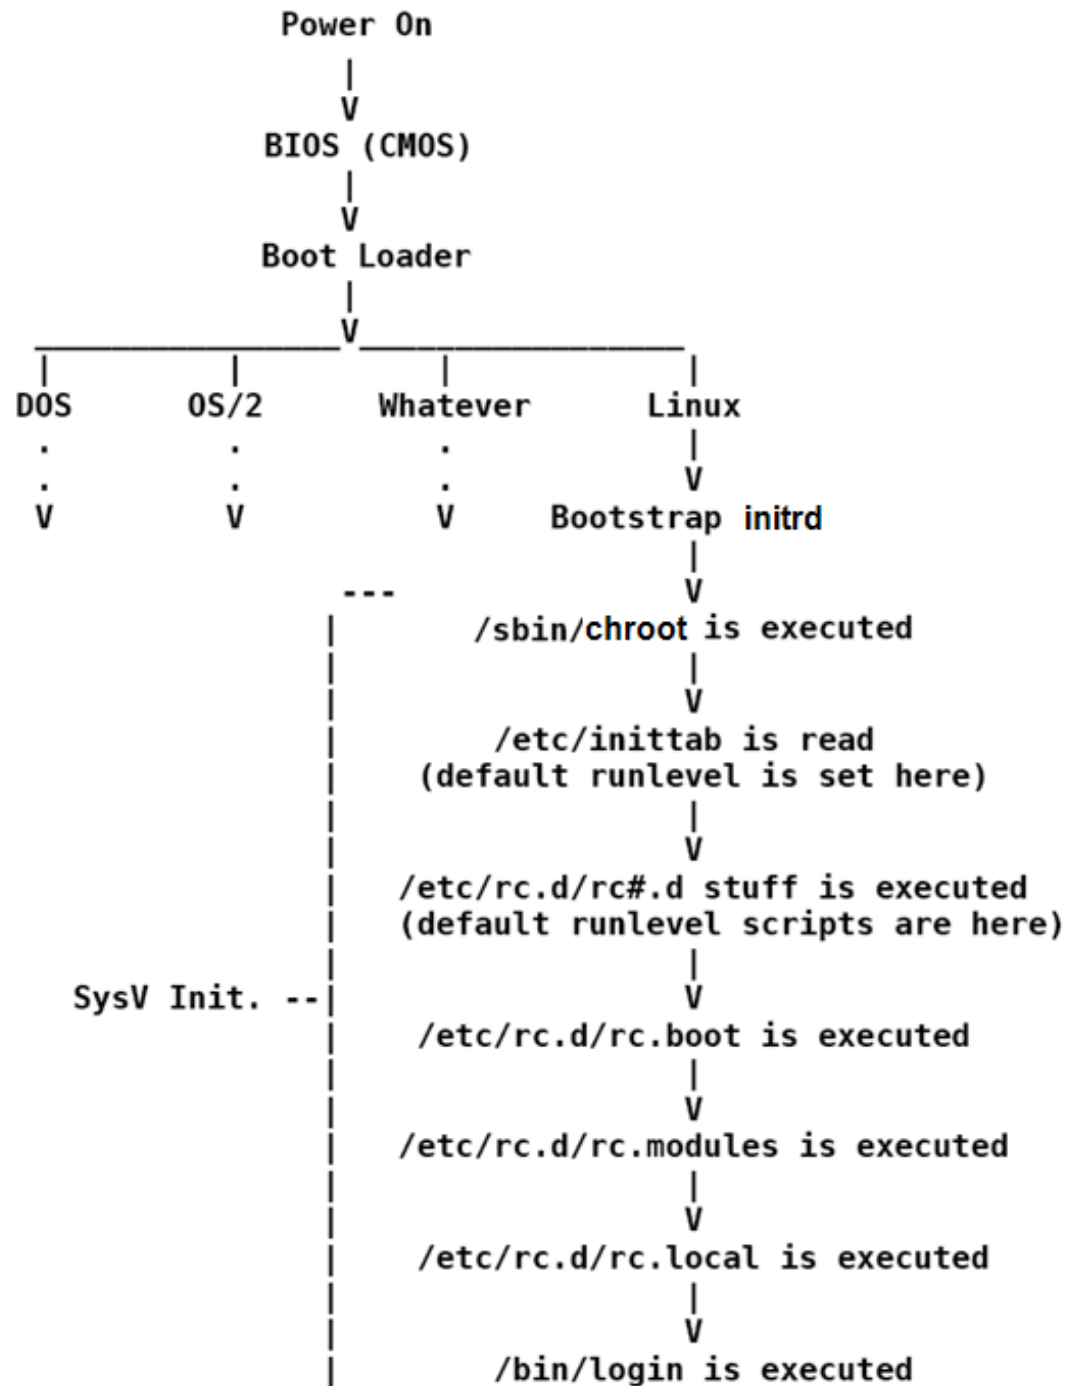 Power On
|
V
BIOS (CMOS)
|
V
Boot Loader
|
V
DOS OS/2 Whatever Linux
. . . |
. . . V
V V V Bootstrap initrd
|
--- V
/sbin/chroot is executed
|
V
/etc/inittab is read
(default runlevel is set here)
|
V
/etc/rc.d/rc#.d stuff is executed
(default runlevel scripts are here)
|
SysV Init. --| V
/etc/rc.d/rc.boot is executed
|
V
/etc/rc.d/rc.modules is executed
|
V
/etc/rc.d/rc.local is executed
|
V
/bin/login is executed